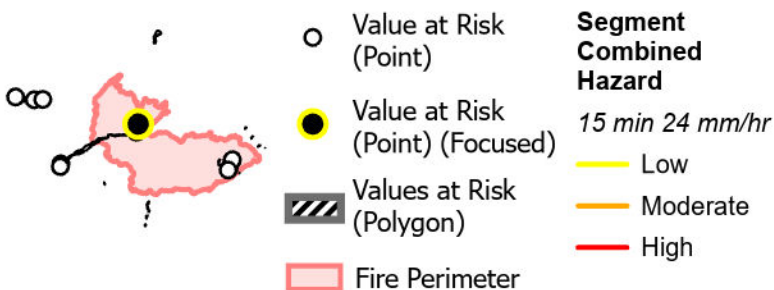 Value at Risk
(Point)
Value at Risk
(Point) (Focused)
Values at Risk
(Polygon)
Fire Perimeter
Segment
Combined
Hazard
15 min 24 mm/hr
Low
Moderate
High